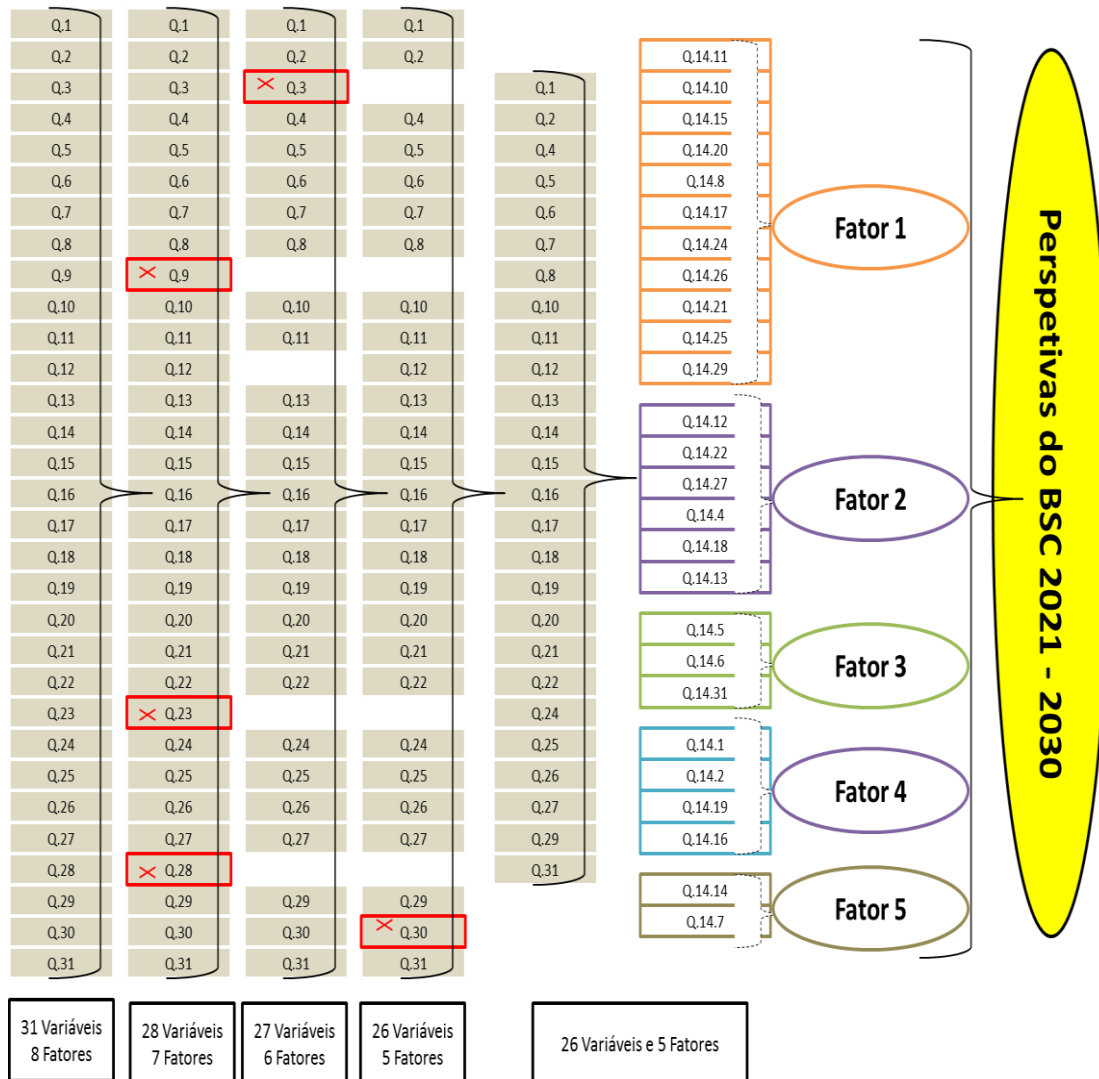 Q.1
Q.2
Q.3
Q.4
Q.5
Q.6
Q.7
Q.8
Q.9
Q.10
Q.11
Q.12
Q.13
Q.14
Q.15
Q.16
Q.17
Q.18
Q.19
Q.20
Q.21
Q.22
Q.23
Q.24
Q.25
Q.26
Q.27
Q.28
Q.29
Q.30
Q.31
31 Variáveis
8 Fatores
Q.1
Q.2
Q.3
Q.4
Q.5
Q.6
Q.7
Q.8
Q.9
Q.10
Q.11
Q.12
Q.13
Q.14
Q.15
Q.16
Q.17
Q.18
Q.19
Q.20
Q.21
Q.22
Q.23
Q.24
Q.25
Q.26
Q.27
Q.28
Q.29
Q.30
Q.31
28 Variáveis
7 Fatores
Q.1
Q.2
Q.3
Q.4
Q.5
Q.6
Q.7
Q.8
Q.10
Q.11
Q.13
Q.14
Q.15
Q.16
Q.17
Q.18
Q.19
Q.20
Q.21
Q.22
Q.24
Q.25
Q.26
Q.27
Q.29
Q.30
Q.31
27 Variáveis
6 Fatores
Q.1
Q.2
Q.4
Q.5
Q.6
Q.7
Q.8
Q.10
Q.11
Q.12
Q.13
Q.14
Q.15
Q.16
Q.17
Q.18
Q.19
Q.20
Q.21
Q.22
Q.24
Q.25
Q.26
Q.27
Q.29
Q.30
Q.31
26 Variáveis
5 Fatores
Q.1
Q.2
Q.4
Q.5
Q.6
Q.7
Q.8
Q.10
Q.11
Q.12
Q.13
Q.14
Q.15
Q.16
Q.17
Q.18
Q.19
Q.20
Q.21
Q.22
Q.24
Q.25
Q.26
Q.27
Q.29
Q.31
26 Variáveis e 5 Fatores
Q.14.11
Q.14.10
Q.14.15
Q.14.20
Q.14.8
Q.14.17
Q.14.24
Q.14.26
Q.14.21
Q.14.25
Q.14.29
Fator 1
Q.14.12
Q.14.22
Q.14.27
Q.14.4
Q.14.18
Q.14.13
Fator 2
Q.14.5
Q.14.6
Q.14.31
Fator 3
Q.14.1
Q.14.2
Q.14.19
Q.14.16
Fator 4
Q.14.14
Q.14.7
Fator 5
Perspetivas do BSC 2021 - 2030